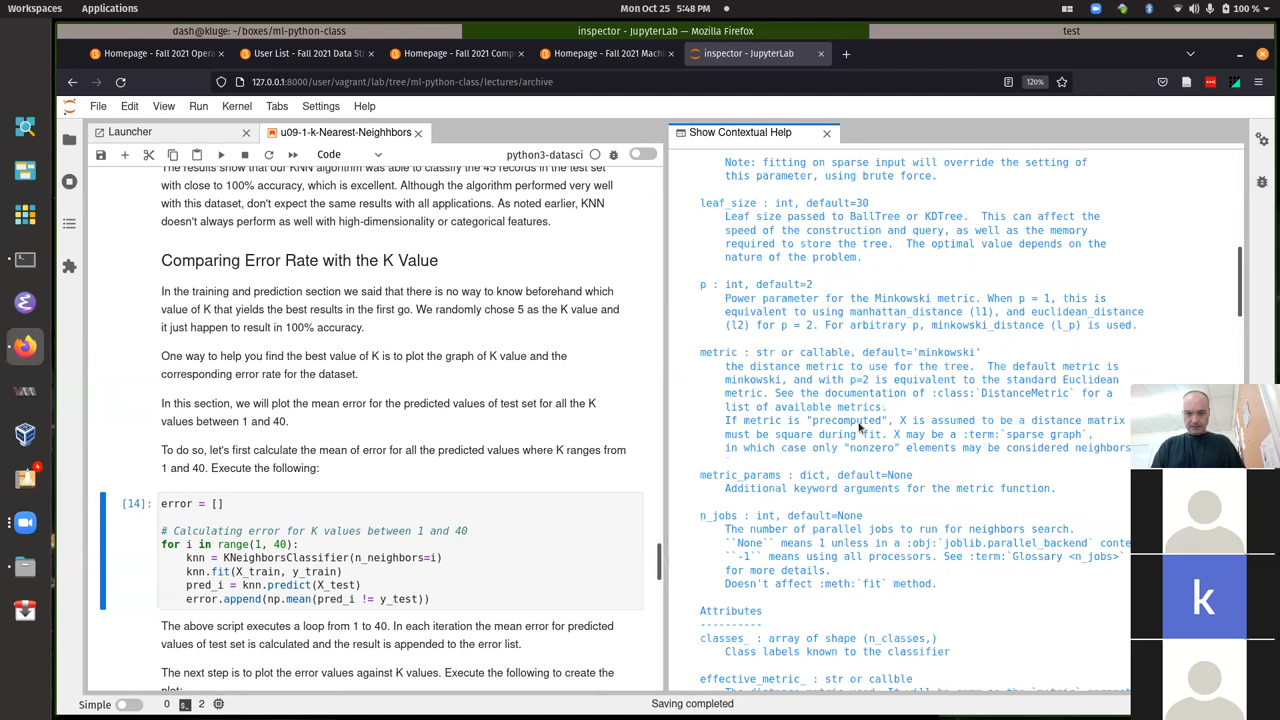 Workspaces Applications Mon Oct 25 5:48 PM 100 %
dash@kluge: ~/boxes/ml-python-class inspector - JupyterLab — Mozilla Firefox test
Homepage - Fall 2021 Opera User List - Fall 2021 Data St Homepage - Fall 2021 Comp Homepage - Fall 2021 Machi inspector - JupyterLab
127.0.0.1:8000/user/vagrant/lab/tree/ml-python-class/lectures/archive 120%
File Edit View Run Kernel Tabs Settings Help
Launcher u09-1-k-Nearest-Neighhbors
Code python3-datasci
The results show that our KNN algorithm was able to classify the 45 records in the test set
with close to 100% accuracy, which is excellent. Although the algorithm performed very well
with this dataset, don't expect the same results with all applications. As noted earlier, KNN
doesn't always perform as well with high-dimensionality or categorical features.
Comparing Error Rate with the K Value
In the training and prediction section we said that there is no way to know beforehand which
value of K that yields the best results in the first go. We randomly chose 5 as the K value and
it just happen to result in 100% accuracy.
One way to help you find the best value of K is to plot the graph of K value and the
corresponding error rate for the dataset.
In this section, we will plot the mean error for the predicted values of test set for all the K
values between 1 and 40.
To do so, let's first calculate the mean of error for all the predicted values where K ranges from
1 and 40. Execute the following:
[14]: error = []
# Calculating error for K values between 1 and 40
for i in range(1, 40):
knn = KNeighborsClassifier(n_neighbors=i)
knn.fit(X_train, y_train)
pred_i = knn.predict(X_test)
error.append(np.mean(pred_i != y_test))
The above script executes a loop from 1 to 40. In each iteration the mean error for predicted
values of test set is calculated and the result is appended to the error list.
The next step is to plot the error values against K values. Execute the following to create the
plot:
Show Contextual Help
Note: fitting on sparse input will override the setting of
this parameter, using brute force.
leaf_size : int, default=30
Leaf size passed to BallTree or KDTree. This can affect the
speed of the construction and query, as well as the memory
required to store the tree. The optimal value depends on the
nature of the problem.
p : int, default=2
Power parameter for the Minkowski metric. When p = 1, this is
equivalent to using manhattan_distance (l1), and euclidean_distance
(l2) for p = 2. For arbitrary p, minkowski_distance (l_p) is used.
metric : str or callable, default='minkowski'
the distance metric to use for the tree. The default metric is
minkowski, and with p=2 is equivalent to the standard Euclidean
metric. See the documentation of :class:`DistanceMetric` for a
list of available metrics.
If metric is "precomputed", X is assumed to be a distance matrix
must be square during fit. X may be a :term:`sparse graph`,
in which case only "nonzero" elements may be considered neighbors
metric_params : dict, default=None
Additional keyword arguments for the metric function.
n_jobs : int, default=None
The number of parallel jobs to run for neighbors search.
``None`` means 1 unless in a :obj:`joblib.parallel_backend` conte
``-1`` means using all processors. See :term:`Glossary <n_jobs>`
for more details.
Doesn't affect :meth:`fit` method.
Attributes
----------
classes_ : array of shape (n_classes,)
Class labels known to the classifier
effective_metric_ : str or callble
k
Simple 0 2 Saving completed